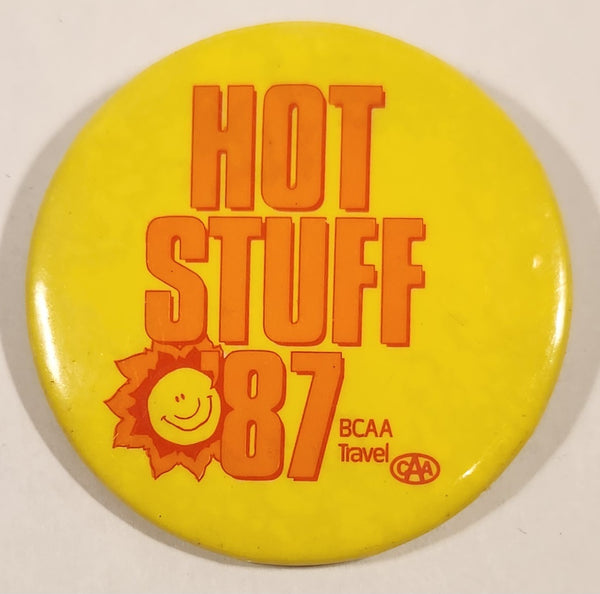 HOT
STUFF
'87
BCAA
Travel
CAA